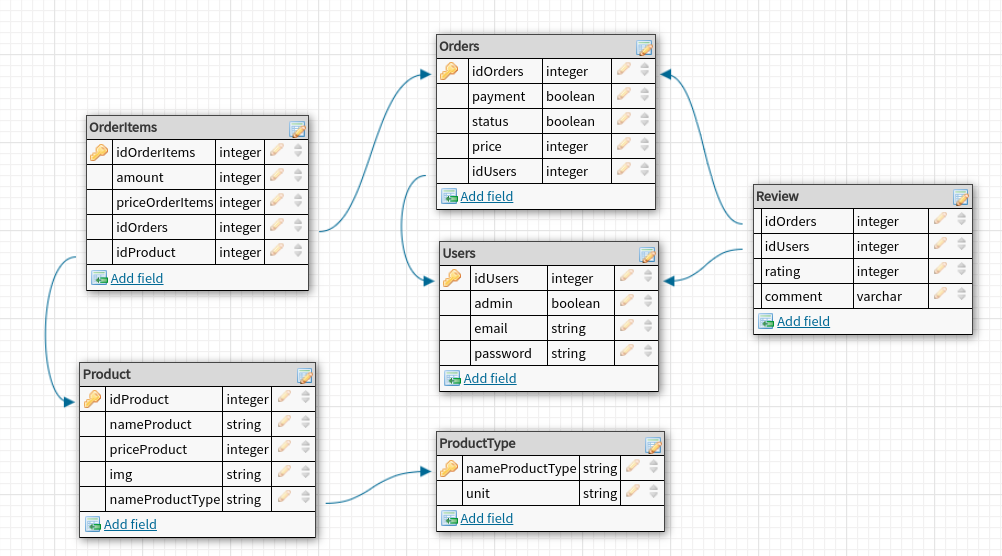 Orders
idOrders integer
payment boolean
status boolean
price integer
idUsers integer
Add field
OrderItems
idOrderItems integer
amount integer
priceOrderItems integer
idOrders integer
idProduct integer
Add field
Review
idOrders integer
idUsers integer
rating integer
comment varchar
Add field
Users
idUsers integer
admin boolean
email string
password string
Add field
Product
idProduct integer
nameProduct string
priceProduct integer
img string
nameProductType string
Add field
ProductType
nameProductType string
unit string
Add field